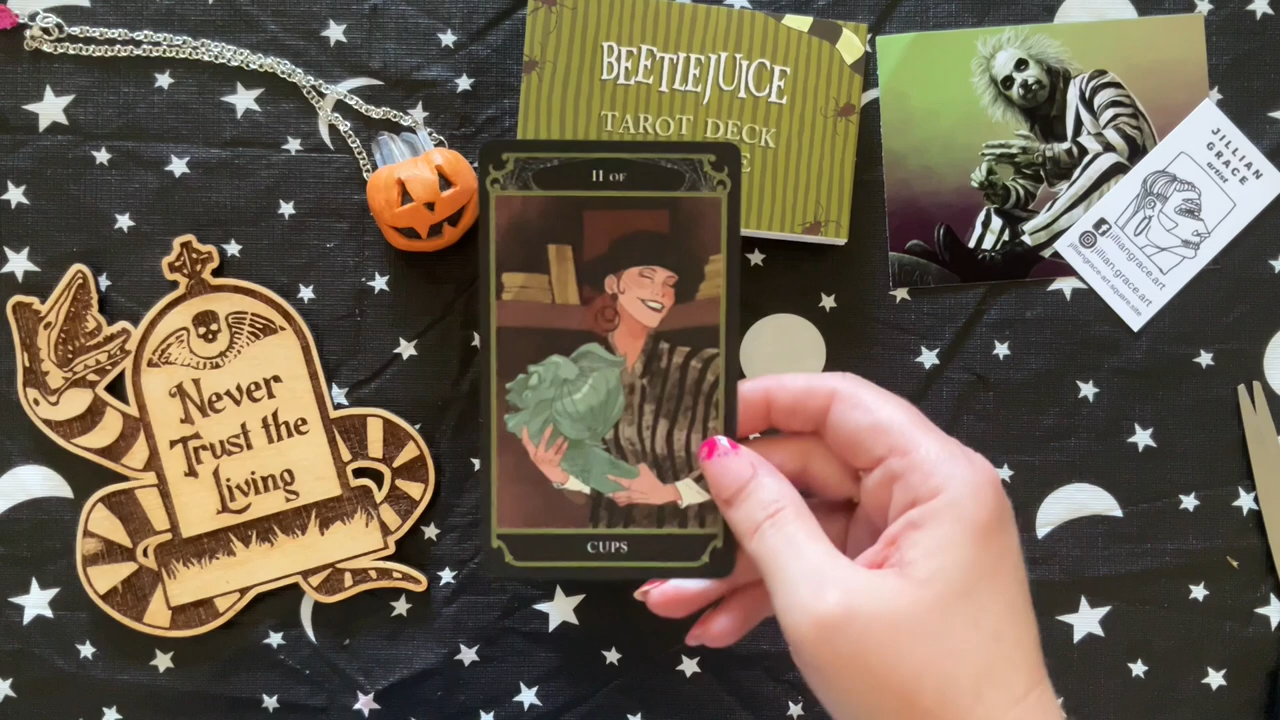 BEETLEJUICE
TAROT DECK
II OF
CUPS
Never
Trust the
Living
JILLIAN
GRACE
artist
jilliangrace.art
jillian.grace.art
jilliangrace-art.square.site